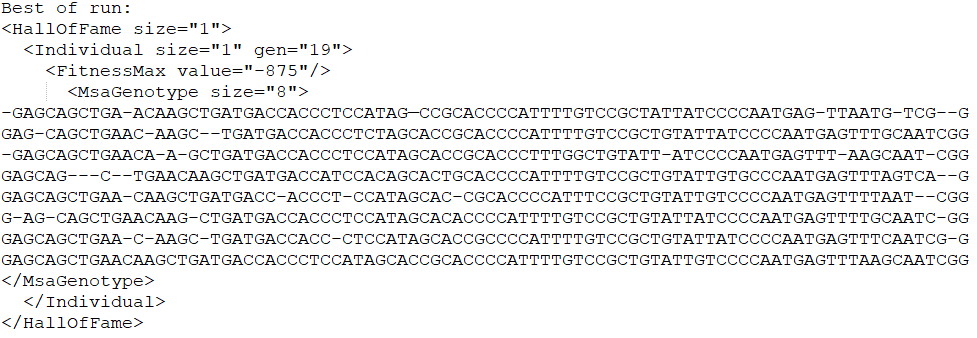 Best of run:
<HallOfFame size="1">
<Individual size="1" gen="19">
<FitnessMax value="-875"/>
<MsaGenotype size="8">
-GAGCAGCTGA-ACAAGCTGATGACCACCCTCCATAG—CCGCACCCCATTTTGTCCGCTATTATCCCCAATGAG-TTAATG-TCG--G
GAG-CAGCTGAAC-AAGC--TGATGACCACCCTCTAGCACCGCACCCCATTTTGTCCGCTGTATTATCCCCAATGAGTTTGCAATCGG
-GAGCAGCTGAACA-A-GCTGATGACCACCCTCCATAGCACCGCACCCTTTGGCTGTATT-ATCCCCAATGAGTTT-AAGCAAT-CGG
GAGCAG---C--TGAACAAGCTGATGACCATCCACAGCACTGCACCCCATTTTGTCCGCTGTATTGTGCCCAATGAGTTTAGTCA--G
GAGCAGCTGAA-CAAGCTGATGACC-ACCCT-CCATAGCAC-CGCACCCCATTTCCGCTGTATTGTCCCCAATGAGTTTTAAT--CGG
G-AG-CAGCTGAACAAG-CTGATGACCACCCTCCATAGCACACCCCATTTTGTCCGCTGTATTATCCCCAATGAGTTTTGCAATC-GG
GAGCAGCTGAA-C-AAGC-TGATGACCACC-CTCCATAGCACCGCCCCATTTTGTCCGCTGTATTATCCCCAATGAGTTTCAATCG-G
GAGCAGCTGAACAAGCTGATGACCACCCTCCATAGCACCGCACCCCATTTTGTCCGCTGTATTGTCCCCAATGAGTTTAAGCAATCGG
</MsaGenotype>
</Individual>
</HallOfFame>